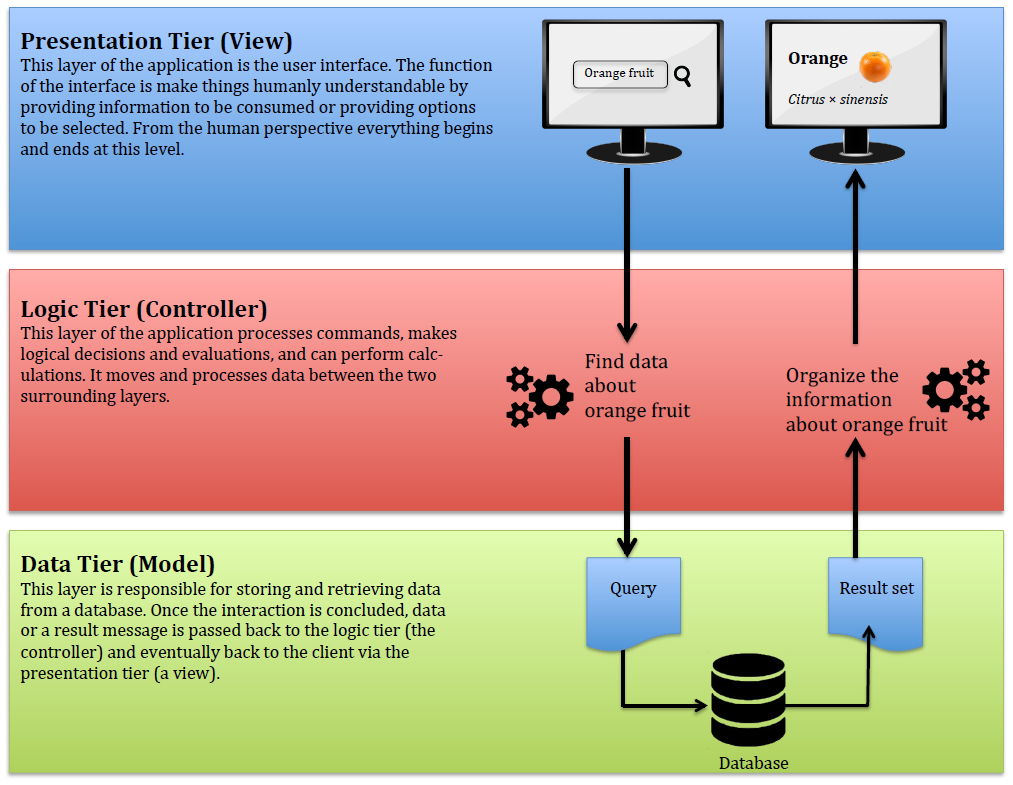 Presentation Tier (View)
This layer of the application is the user interface. The function
of the interface is make things humanly understandable by
providing information to be consumed or providing options
to be selected. From the human perspective everything begins
and ends at this level.
Orange fruit
Orange
Citrus × sinensis
Logic Tier (Controller)
This layer of the application processes commands, makes
logical decisions and evaluations, and can perform calc-
ulations. It moves and processes data between the two
surrounding layers.
Find data
about
orange fruit
Organize the
information
about orange fruit
Data Tier (Model)
This layer is responsible for storing and retrieving data
from a database. Once the interaction is concluded, data
or a result message is passed back to the logic tier (the
controller) and eventually back to the client via the
presentation tier (a view).
Query
Result set
Database